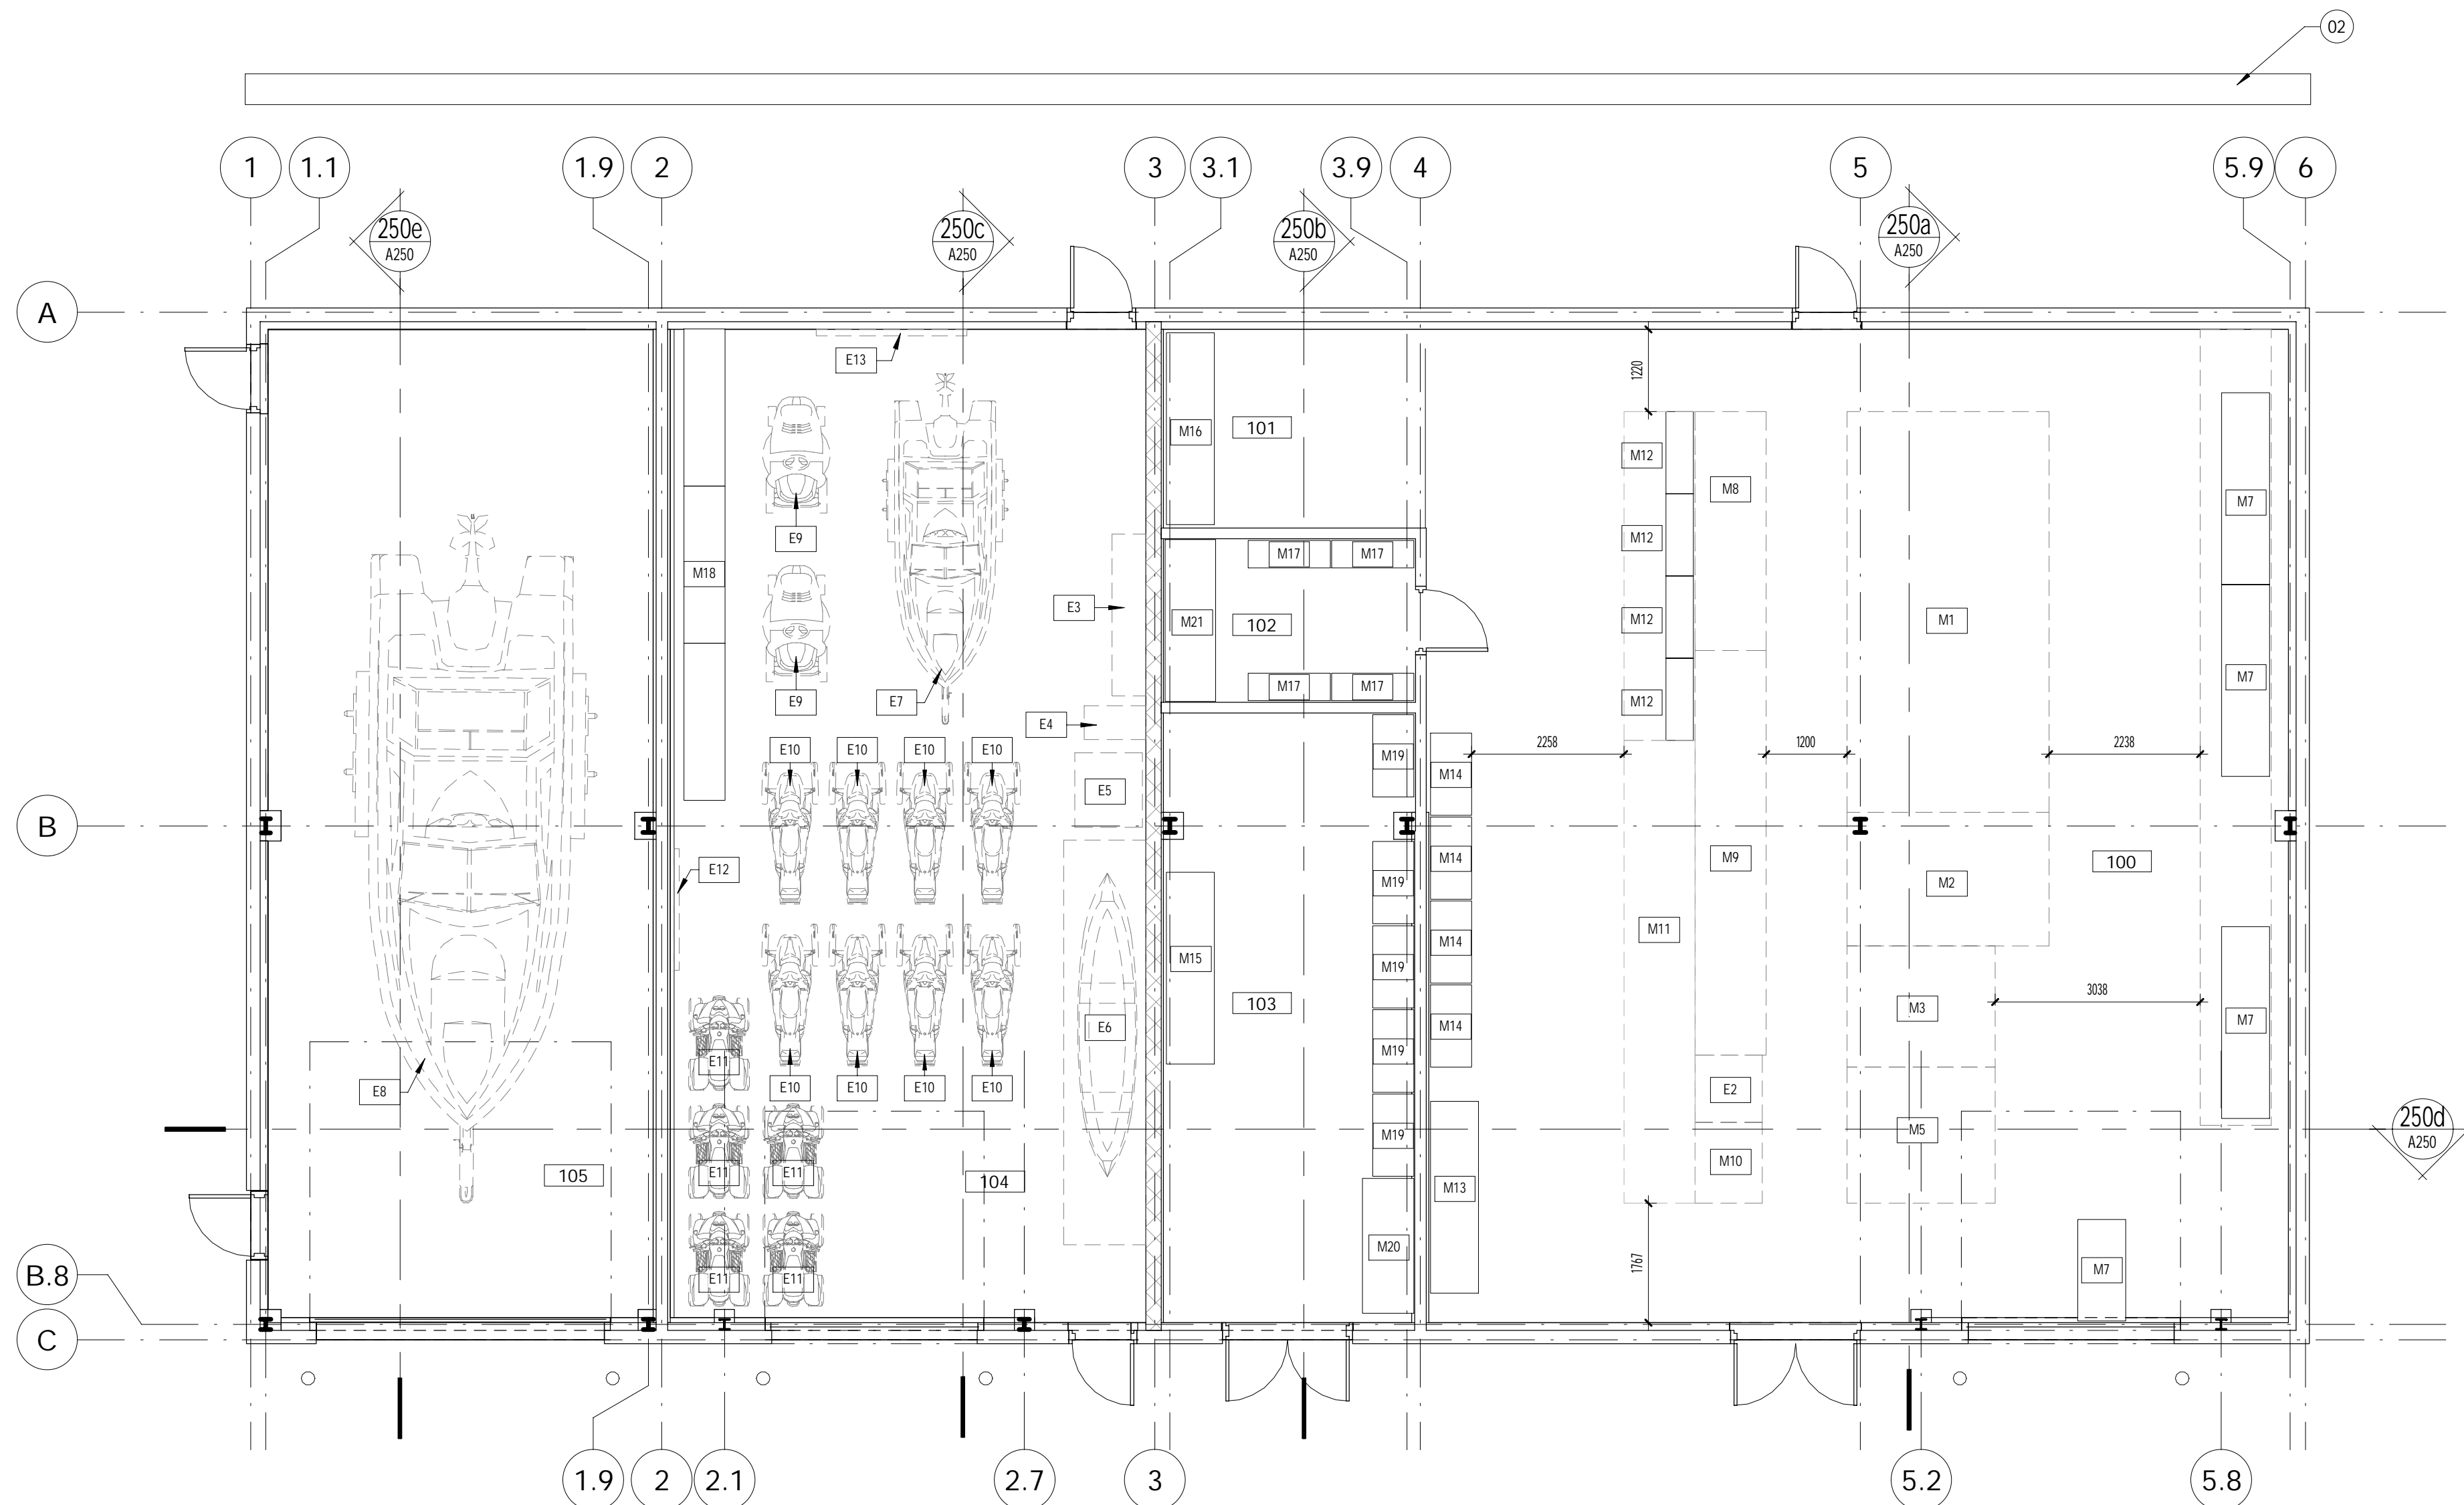 02
1
1.1
1.9
2
3
3.1
3.9
4
5
5.9
6
250e
A250
250c
A250
250b
A250
250a
A250
A
E13
1220
M16
101
M12
M8
M7
E9
M12
M17
M17
M18
E3
M21
102
M12
M1
M7
E9
E7
M17
M17
M12
E4
E10
E10
E10
E10
M19
2258
1200
2238
M14
E5
B
E12
M14
M9
M2
100
M19
M11
M14
M15
M19
3038
103
M3
E6
M14
M7
M19
E11
E8
E10
E10
E10
E10
E2
250d
A250
M5
M19
M10
E11
E11
105
104
M13
B.8
M20
1767
M7
E11
E11
C
1.9
2
2.1
2.7
3
5.2
5.8